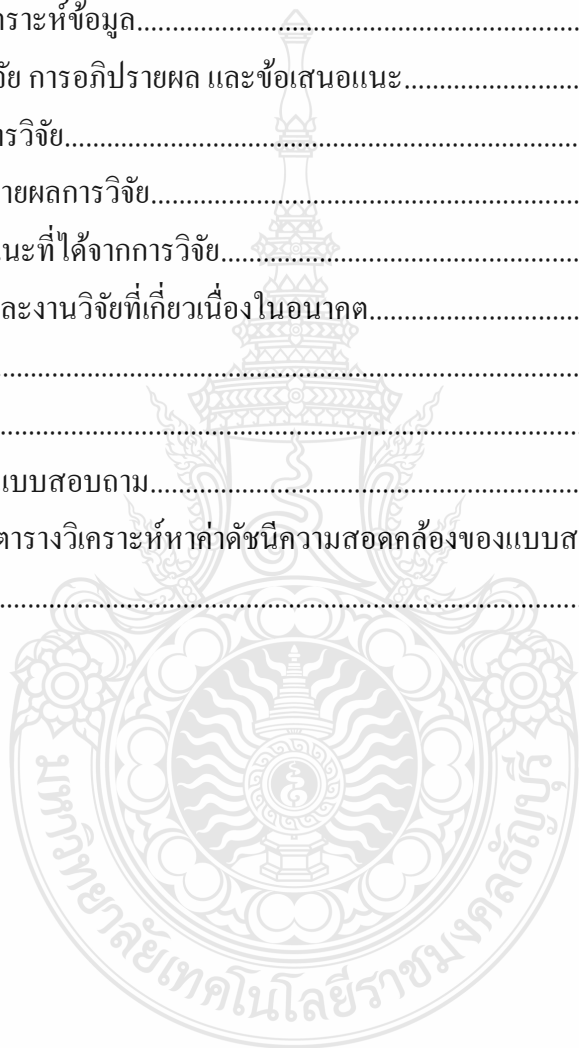 คราะห์ข้อมูล
จัย การอภิปรายผล และข้อเสนอแนะ
ารวิจัย
รายผลการวิจัย
นะที่ได้จากการวิจัย
ละงานวิจัยที่เกี่ยวเนื่องในอนาคต
แบบสอบถาม
ตารางวิเคราะห์หาค่าดัชนีความสอดคล้องของแบบส
มหาวิทยาลัยเทคโนโลยีราชมงคลธัญบุรี